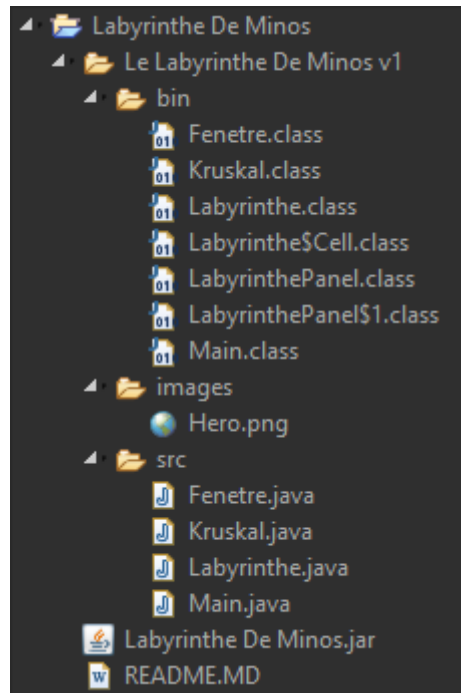 Labyrinthe De Minos
Le Labyrinthe De Minos v1
bin
Fenetre.class
Kruskal.class
Labyrinthe.class
Labyrinthe$Cell.class
LabyrinthePanel.class
LabyrinthePanel$1.class
Main.class
images
Hero.png
src
Fenetre.java
Kruskal.java
Labyrinthe.java
Main.java
Labyrinthe De Minos.jar
README.MD